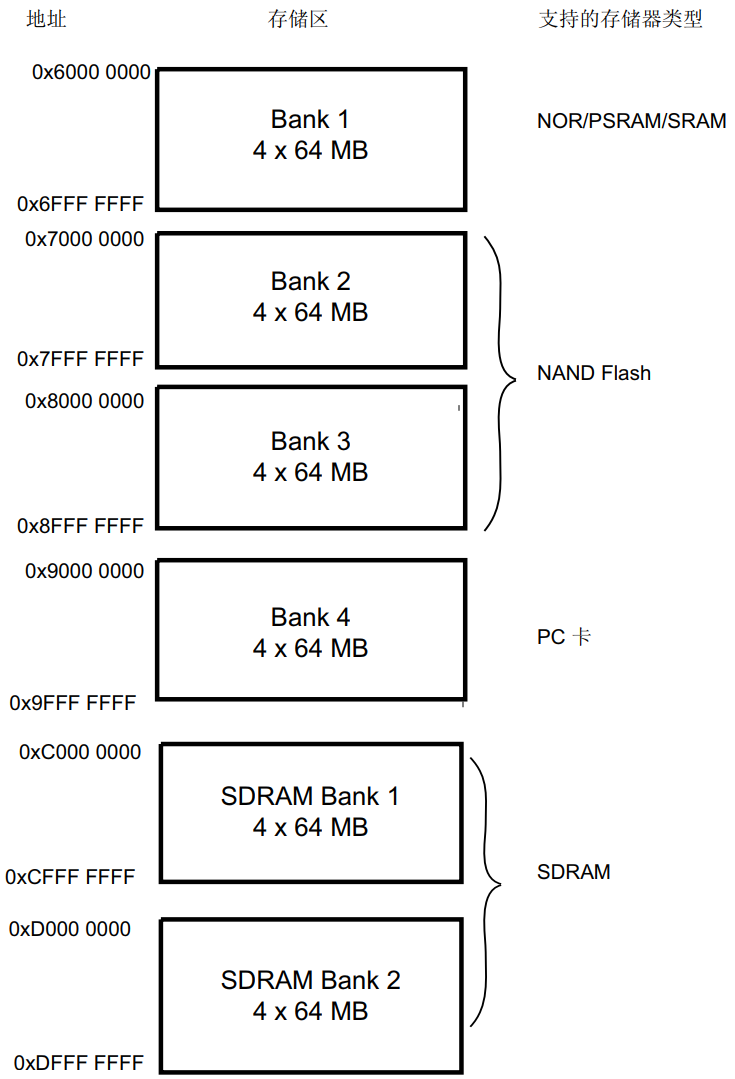 地址 存储区 支持的存储器类型
0x6000 0000
Bank 1
4 x 64 MB
NOR/PSRAM/SRAM
0x6FFF FFFF
0x7000 0000
Bank 2
4 x 64 MB
0x7FFF FFFF
NAND Flash
0x8000 0000
Bank 3
4 x 64 MB
0x8FFF FFFF
0x9000 0000
Bank 4
4 x 64 MB
PC 卡
0x9FFF FFFF
0xC000 0000
SDRAM Bank 1
4 x 64 MB
0xCFFF FFFF
SDRAM
0xD000 0000
SDRAM Bank 2
4 x 64 MB
0xDFFF FFFF